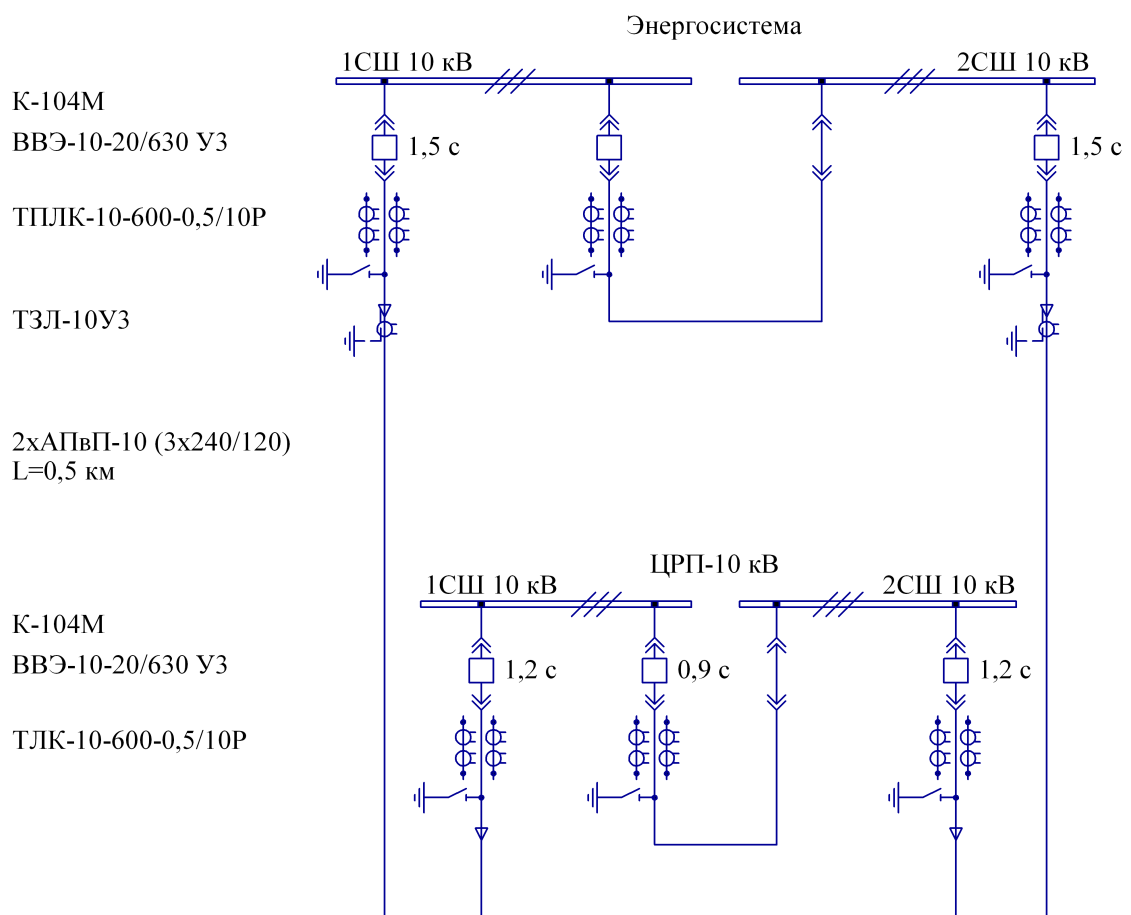 Энергосистема
1СШ 10 кВ
2СШ 10 кВ
К-104М
ВВЭ-10-20/630 У3
1,5 с
1,5 с
ТПЛК-10-600-0,5/10Р
ТЗЛ-10У3
2хАПвП-10 (3х240/120)
L=0,5 км
ЦРП-10 кВ
1СШ 10 кВ
2СШ 10 кВ
К-104М
ВВЭ-10-20/630 У3
1,2 с
0,9 с
1,2 с
ТЛК-10-600-0,5/10Р